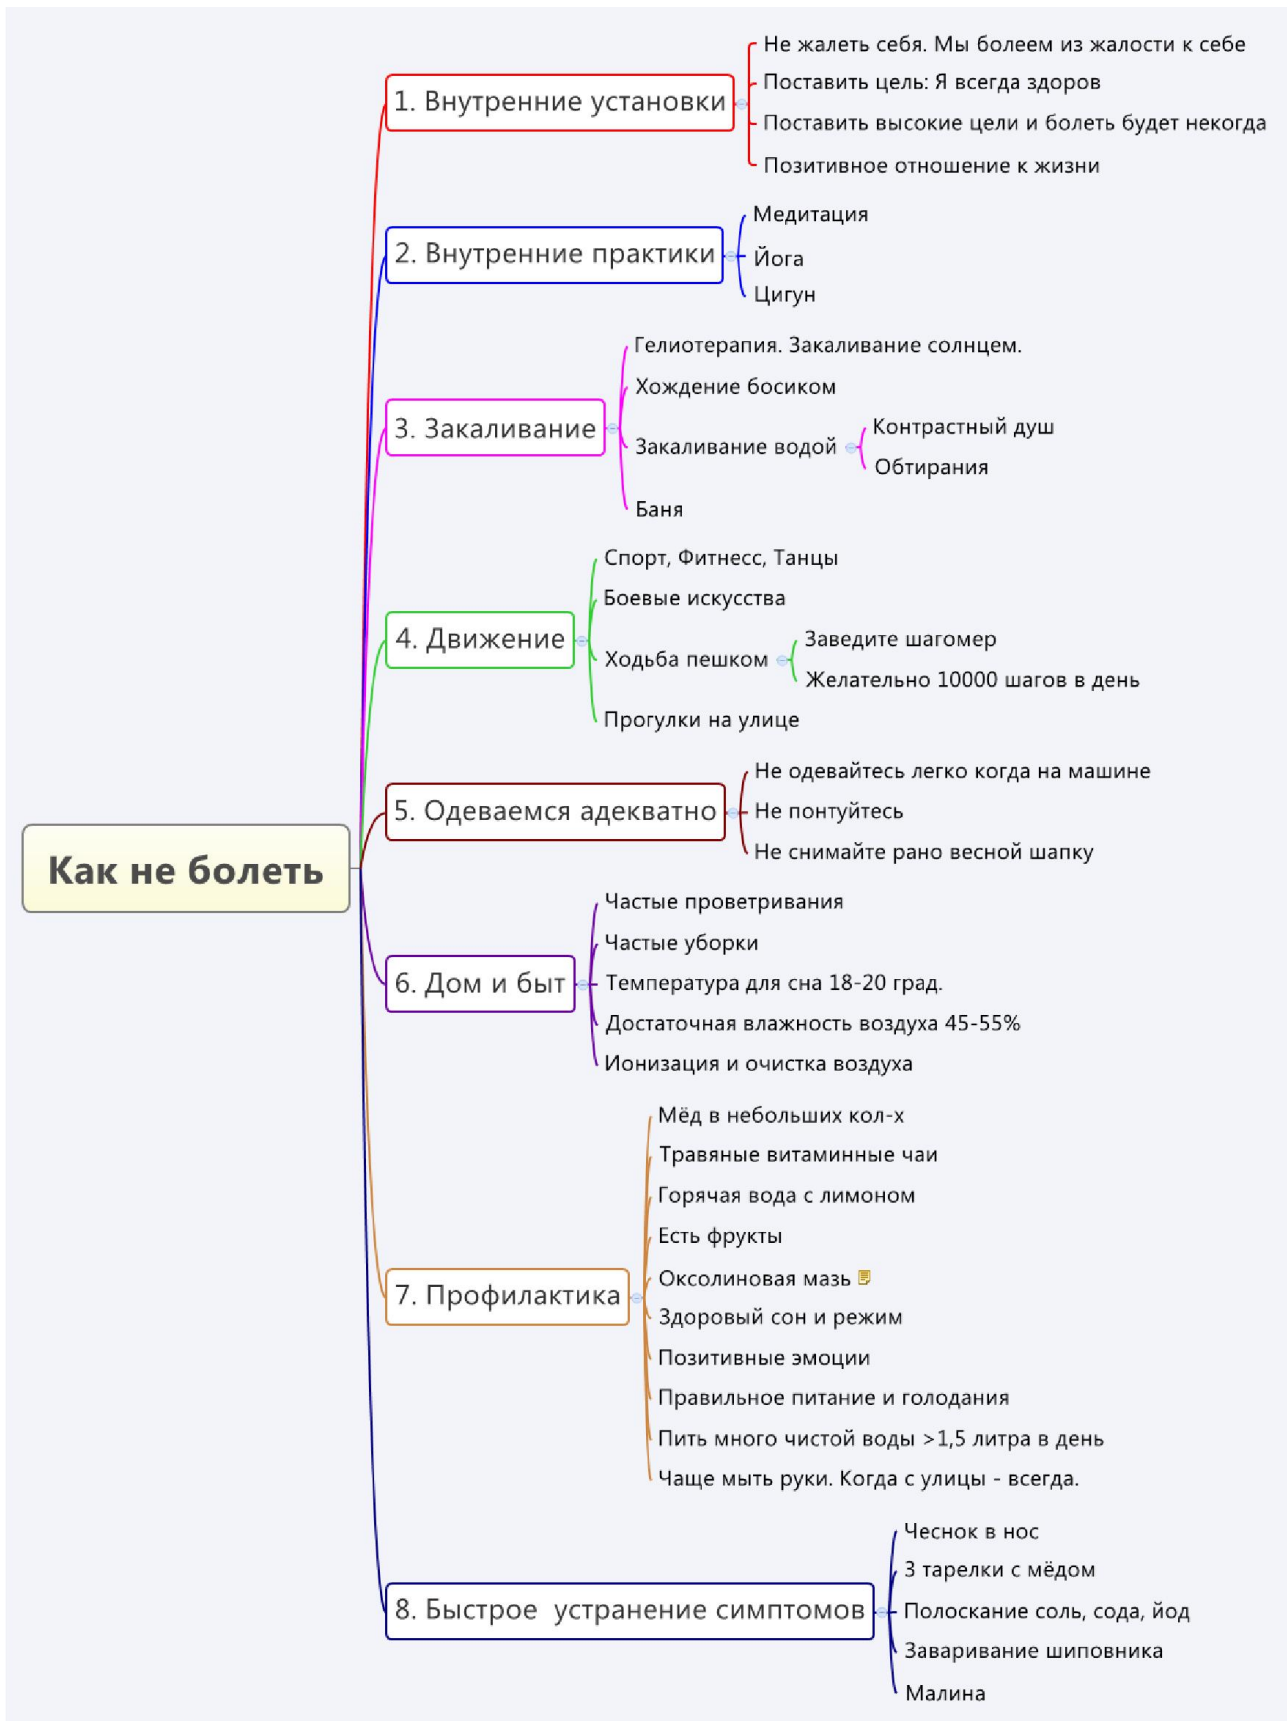 Как не болеть
1. Внутренние установки
Не жалеть себя. Мы болеем из жалости к себе
Поставить цель: Я всегда здоров
Поставить высокие цели и болеть будет некогда
Позитивное отношение к жизни
2. Внутренние практики
Медитация
Йога
Цигун
3. Закаливание
Гелиотерапия. Закаливание солнцем.
Хождение босиком
Закаливание водой
Контрастный душ
Обтирания
Баня
4. Движение
Спорт, Фитнесс, Танцы
Боевые искусства
Ходьба пешком
Заведите шагомер
Желательно 10000 шагов в день
Прогулки на улице
5. Одеваемся адекватно
Не одевайтесь легко когда на машине
Не понтуйтесь
Не снимайте рано весной шапку
6. Дом и быт
Частые проветривания
Частые уборки
Температура для сна 18-20 град.
Достаточная влажность воздуха 45-55%
Ионизация и очистка воздуха
7. Профилактика
Мёд в небольших кол-х
Травяные витаминные чаи
Горячая вода с лимоном
Есть фрукты
Оксолиновая мазь
Здоровый сон и режим
Позитивные эмоции
Правильное питание и голодания
Пить много чистой воды >1,5 литра в день
Чаще мыть руки. Когда с улицы - всегда.
8. Быстрое  устранение симптомов
Чеснок в нос
3 тарелки с мёдом
Полоскание соль, сода, йод
Заваривание шиповника
Малина